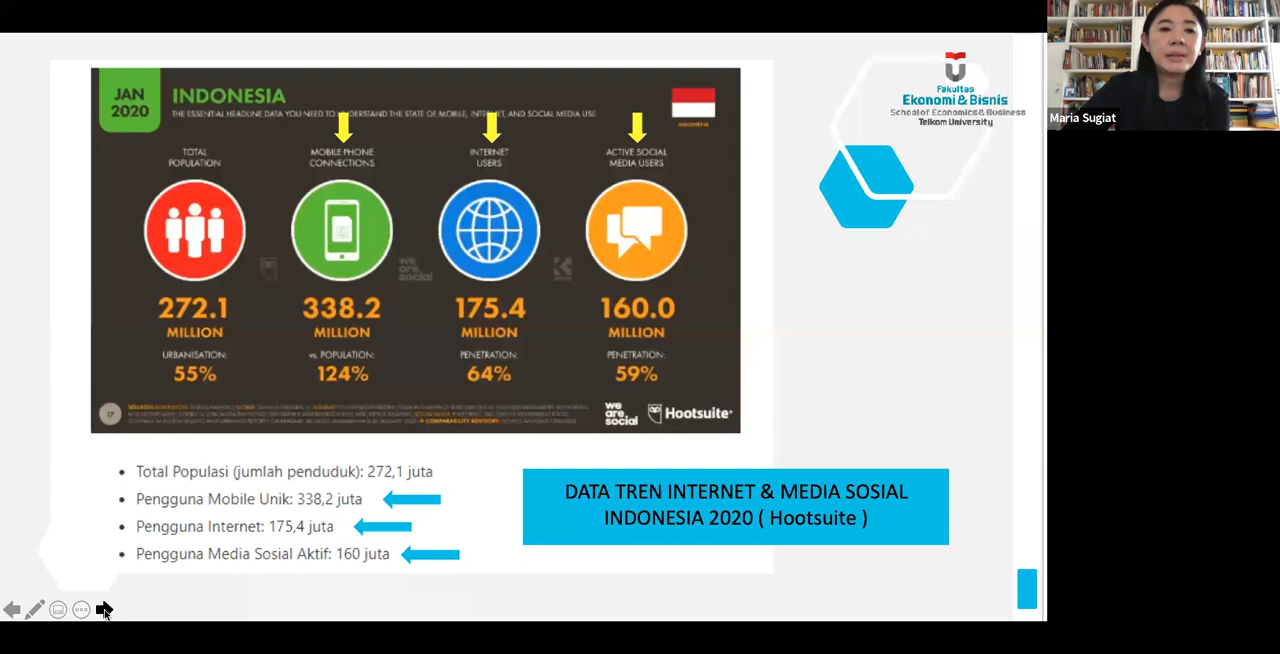 JAN
2020
INDONESIA
THE ESSENTIAL HEADLINE DATA YOU NEED TO UNDERSTAND THE STATE OF MOBILE, INTERNET, AND SOCIAL MEDIA USE
INDONESIA
TOTAL
POPULATION
MOBILE PHONE
CONNECTIONS
INTERNET
USERS
ACTIVE SOCIAL
MEDIA USERS
we
are
social
272.1
MILLION
URBANISATION:
55%
338.2
MILLION
vs. POPULATION:
124%
175.4
MILLION
PENETRATION:
64%
160.0
MILLION
PENETRATION:
59%
17
we
are
social
Hootsuite
• Total Populasi (jumlah penduduk): 272,1 juta
• Pengguna Mobile Unik: 338,2 juta
• Pengguna Internet: 175,4 juta
• Pengguna Media Sosial Aktif: 160 juta
DATA TREN INTERNET & MEDIA SOSIAL
INDONESIA 2020 ( Hootsuite )
Fakultas
Ekonomi & Bisnis
School of Economics & Business
Telkom University
Maria Sugiat